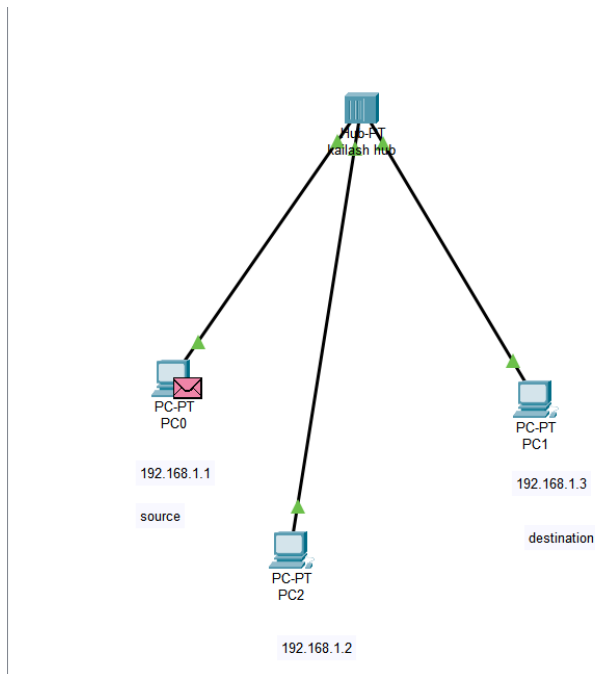 Hub-PT
kailash hub
PC-PT
PC0
192.168.1.1
source
PC-PT
PC1
192.168.1.3
destination
PC-PT
PC2
192.168.1.2